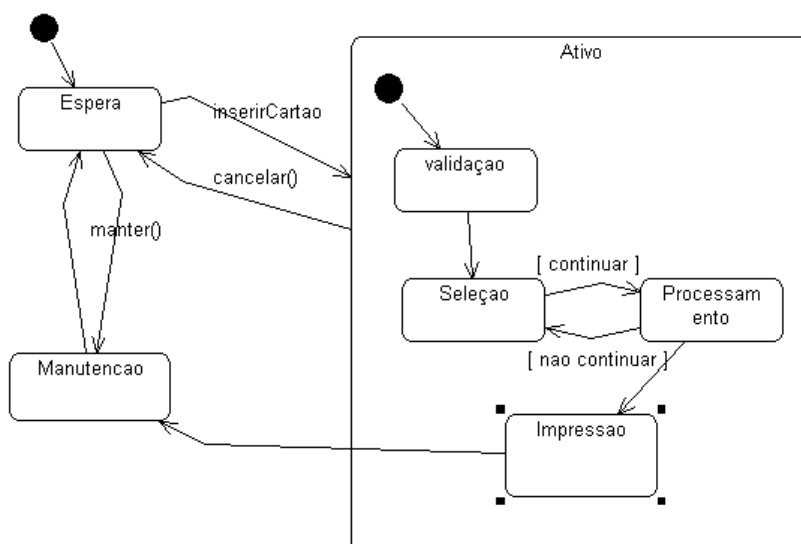 Ativo
Espera
inserirCartao
validaçao
cancelar()
manter()
[ continuar ]
Seleçao
Processam
ento
[ nao continuar ]
Manutencao
Impressao